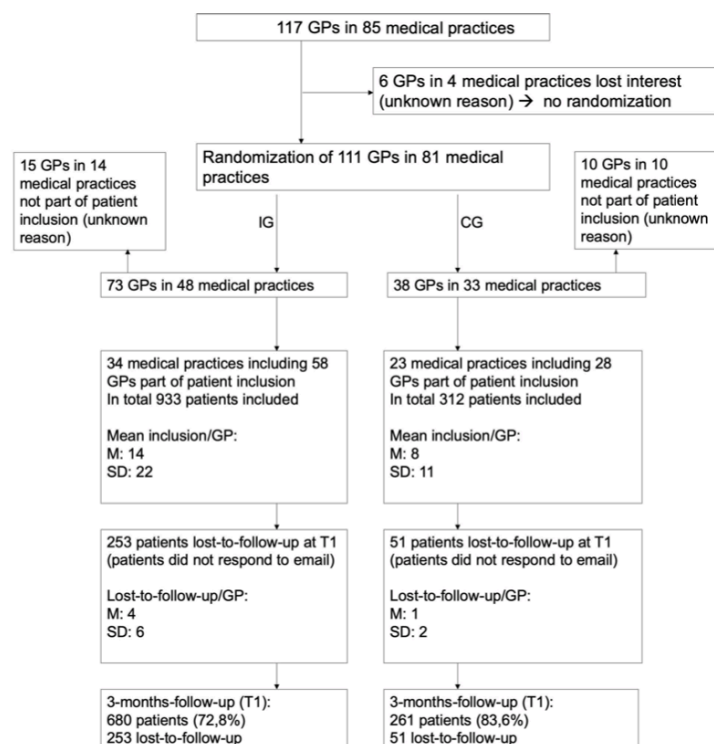 117 GPs in 85 medical practices
6 GPs in 4 medical practices lost interest
(unknown reason) → no randomization
Randomization of 111 GPs in 81 medical
practices
15 GPs in 14
medical practices
not part of patient
inclusion (unknown
reason)
10 GPs in 10
medical practices
not part of patient
inclusion (unknown
reason)
IG
CG
73 GPs in 48 medical practices
38 GPs in 33 medical practices
34 medical practices including 58
GPs part of patient inclusion
In total 933 patients included
Mean inclusion/GP:
M: 14
SD: 22
23 medical practices including 28
GPs part of patient inclusion
In total 312 patients included
Mean inclusion/GP:
M: 8
SD: 11
253 patients lost-to-follow-up at T1
(patients did not respond to email)
Lost-to-follow-up/GP:
M: 4
SD: 6
51 patients lost-to-follow-up at T1
(patients did not respond to email)
Lost-to-follow-up/GP:
M: 1
SD: 2
3-months-follow-up (T1):
680 patients (72,8%)
253 lost-to-follow-up
3-months-follow-up (T1):
261 patients (83,6%)
51 lost-to-follow-up